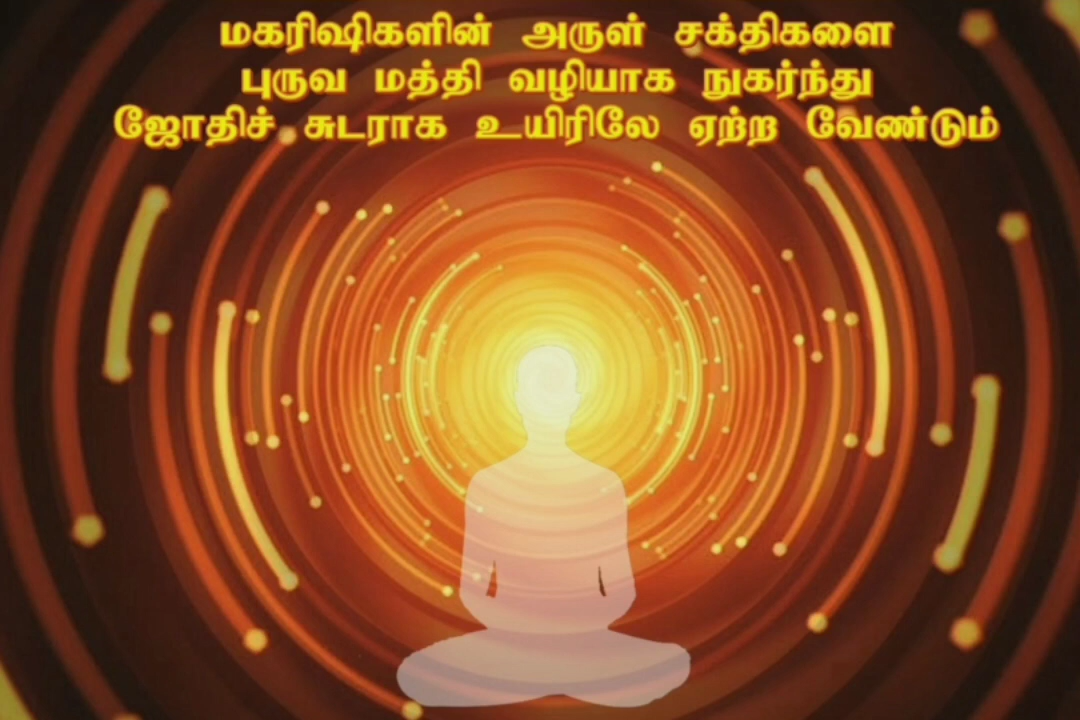 மகரிஷிகளின் அருள் சக்திகளை
புருவ மத்தி வழியாக நுகர்ந்து
ஜோதிச் சுடராக உயிரிலே ஏற்ற வேண்டும்